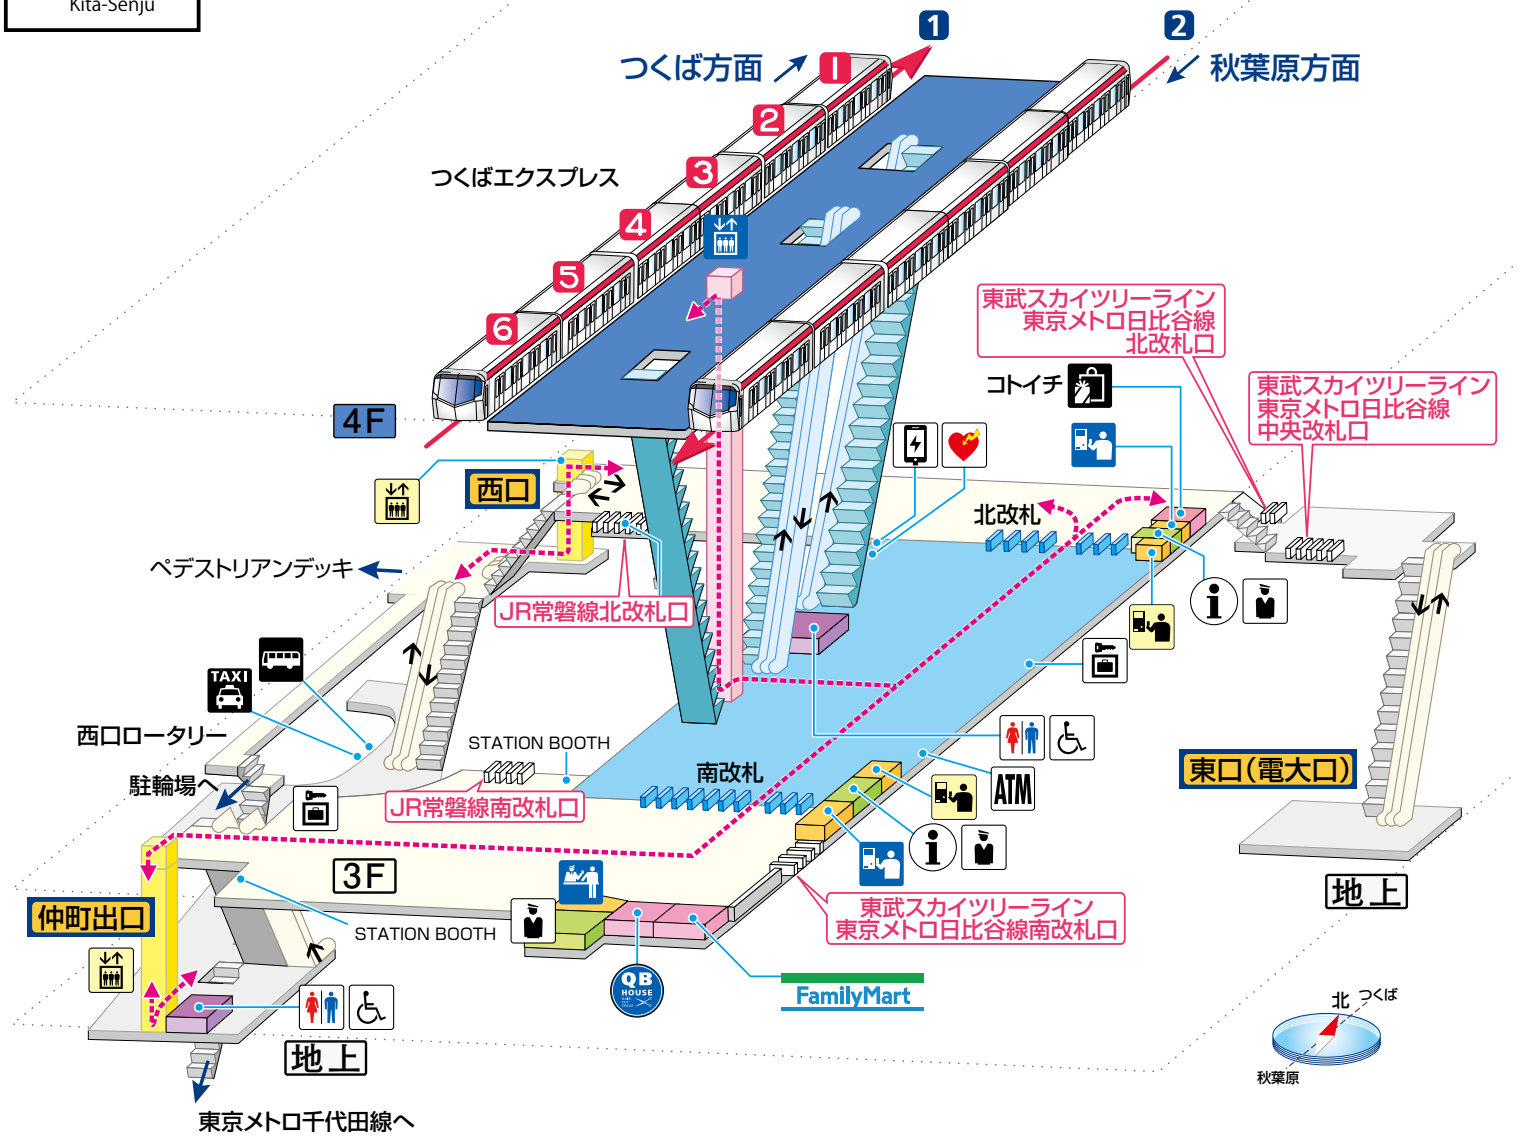 Kita-Senju
1
2
つくば方面
秋葉原方面
1
2
3
4
5
6
つくばエクスプレス
4F
東武スカイツリーライン
東京メトロ日比谷線
北改札口
東武スカイツリーライン
東京メトロ日比谷線
中央改札口
コトイチ
西口
北改札
ペデストリアンデッキ
JR常磐線北改札口
TAXI
西口ロータリー
駐輪場へ
STATION BOOTH
JR常磐線南改札口
南改札
ATM
東口(電大口)
3F
地上
仲町出口
STATION BOOTH
東武スカイツリーライン
東京メトロ日比谷線南改札口
QB
HOUSE
FamilyMart
地上
東京メトロ千代田線へ
北
つくば
秋葉原